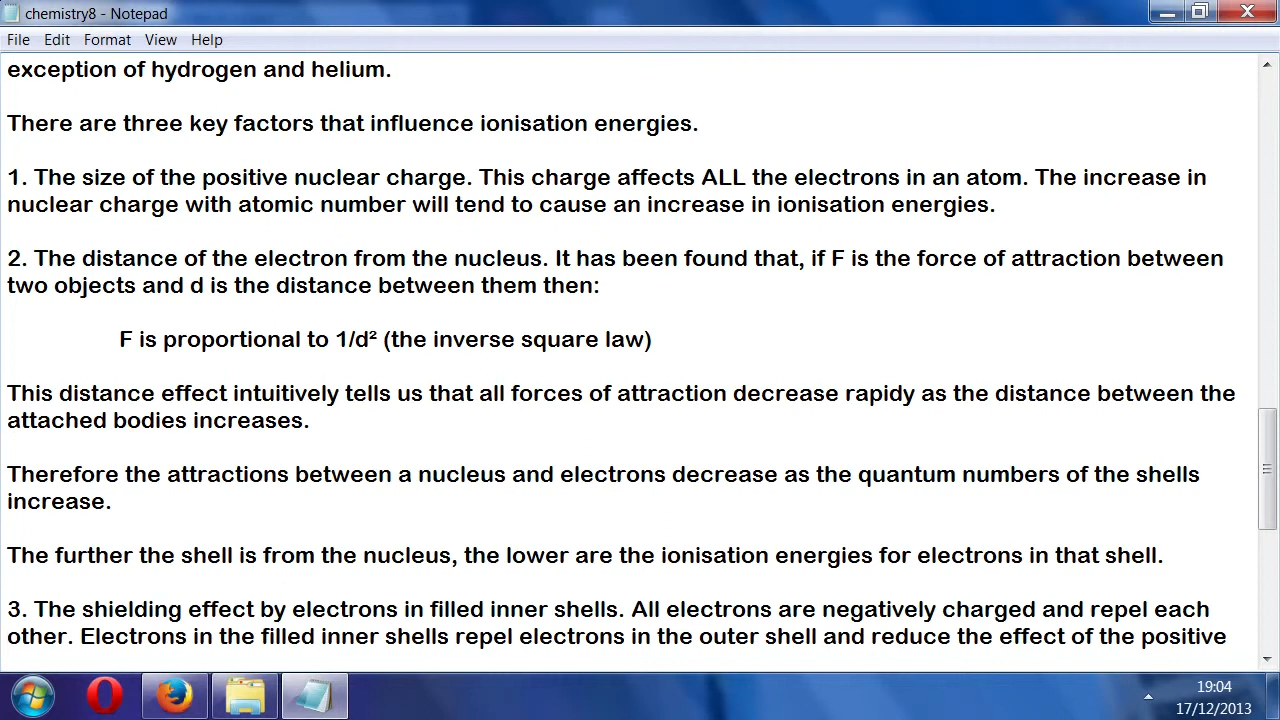 chemistry8 - Notepad
File Edit Format View Help
exception of hydrogen and helium.
There are three key factors that influence ionisation energies.
1. The size of the positive nuclear charge. This charge affects ALL the electrons in an atom. The increase in
nuclear charge with atomic number will tend to cause an increase in ionisation energies.
2. The distance of the electron from the nucleus. It has been found that, if F is the force of attraction between
two objects and d is the distance between them then:
F is proportional to 1/d² (the inverse square law)
This distance effect intuitively tells us that all forces of attraction decrease rapidy as the distance between the
attached bodies increases.
Therefore the attractions between a nucleus and electrons decrease as the quantum numbers of the shells
increase.
The further the shell is from the nucleus, the lower are the ionisation energies for electrons in that shell.
3. The shielding effect by electrons in filled inner shells. All electrons are negatively charged and repel each
other. Electrons in the filled inner shells repel electrons in the outer shell and reduce the effect of the positive
19:04
17/12/2013